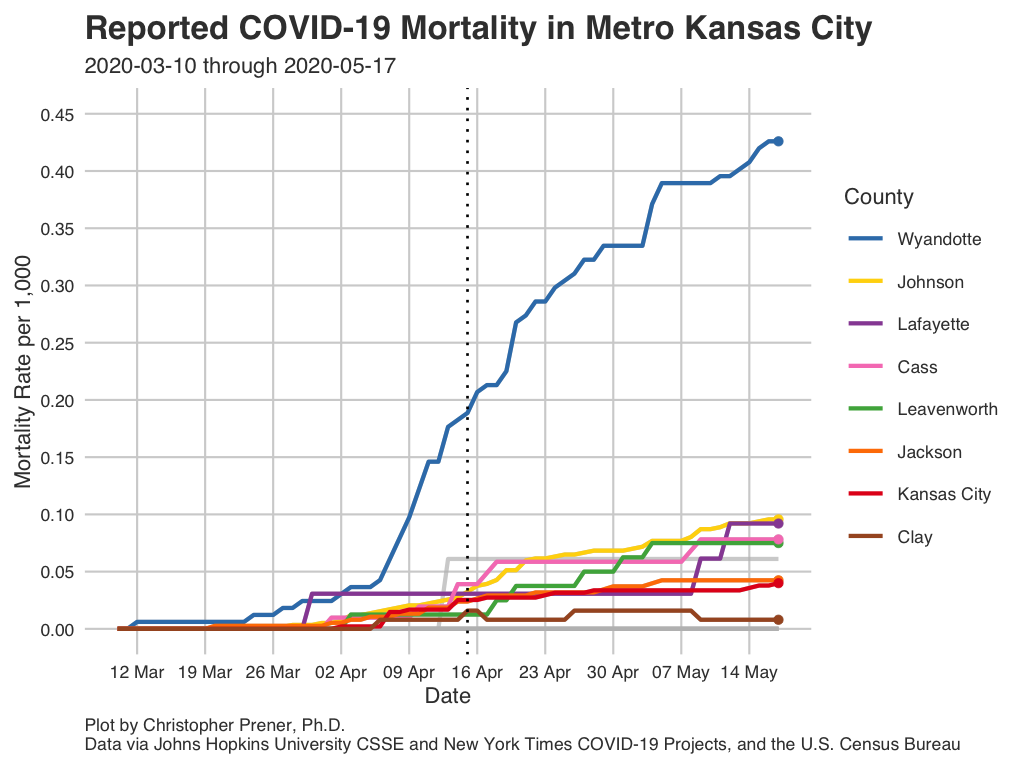 Reported COVID-19 Mortality in Metro Kansas City
2020-03-10 through 2020-05-17
Mortality Rate per 1,000
0.45
0.40
0.35
0.30
0.25
0.20
0.15
0.10
0.05
0.00
12 Mar 19 Mar 26 Mar 02 Apr 09 Apr 16 Apr 23 Apr 30 Apr 07 May 14 May
Date
County
Wyandotte
Johnson
Lafayette
Cass
Leavenworth
Jackson
Kansas City
Clay
Plot by Christopher Prener, Ph.D.
Data via Johns Hopkins University CSSE and New York Times COVID-19 Projects, and the U.S. Census Bureau